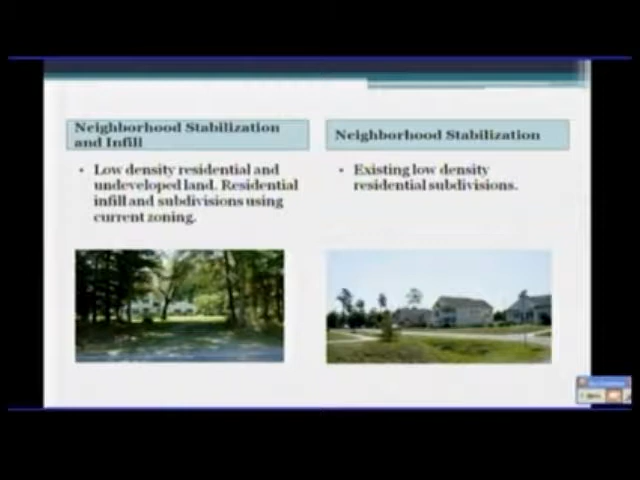 Neighborhood Stabilization
and Infill
Neighborhood Stabilization
• Low density residential and
undeveloped land. Residential
infill and subdivisions using
current zoning.
• Existing low density
residential subdivisions.